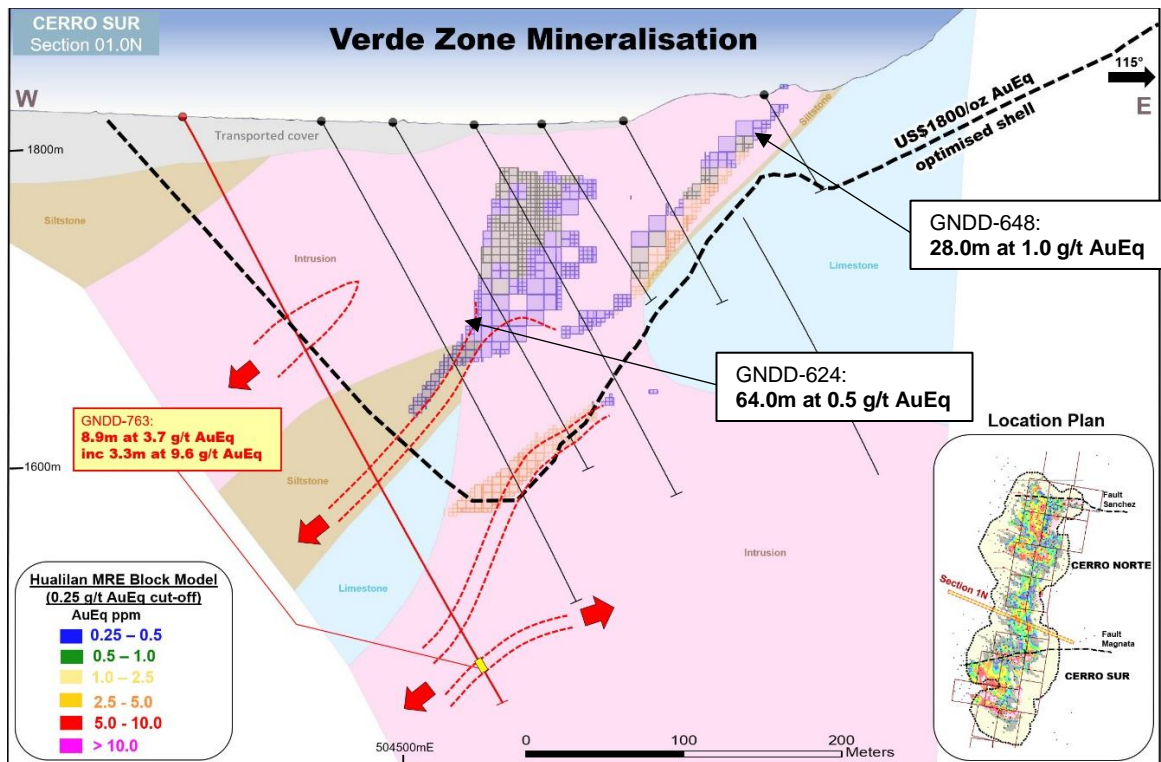 CERRO SUR
Section 01.0N
Verde Zone Mineralisation
115°
W
E
Transported cover
1800m
Siltstone
US$1800/oz AuEq
optimised shell
Siltstone
GNDD-648:
28.0m at 1.0 g/t AuEq
Intrusion
Limestone
GNDD-624:
64.0m at 0.5 g/t AuEq
GNDD-763:
8.9m at 3.7 g/t AuEq
inc 3.3m at 9.6 g/t AuEq
1600m
Siltstone
Limestone
Intrusion
Location Plan
Fault
Sanchez
CERRO NORTE
Section 1N
Fault
Magnata
CERRO SUR
Hualilan MRE Block Model
(0.25 g/t AuEq cut-off)
AuEq ppm
0.25 – 0.5
0.5 – 1.0
1.0 – 2.5
2.5 - 5.0
5.0 - 10.0
> 10.0
504500mE
0
100
200
Meters